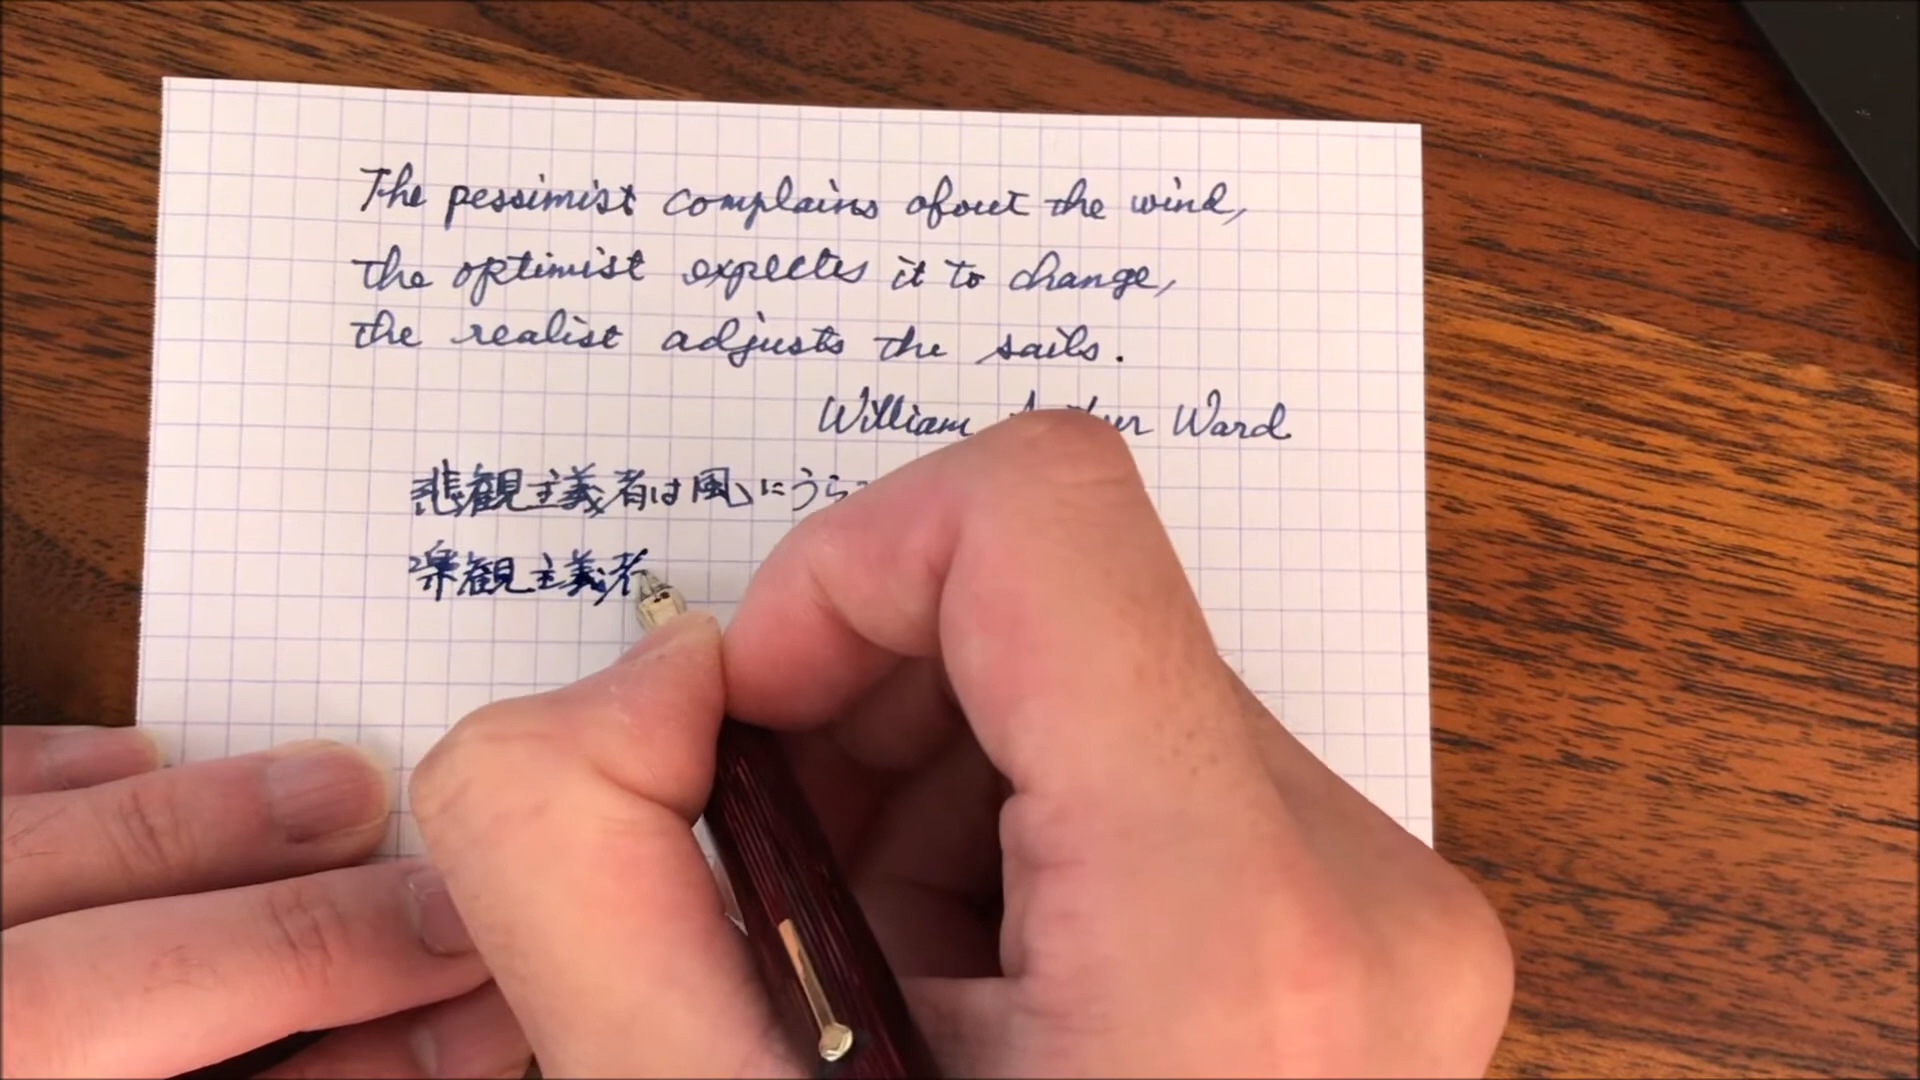 The pessimist complains about the wind,
the optimist expects it to change,
the realist adjusts the sails.
William Ward
悲観主義者は風にうら
楽観主義者